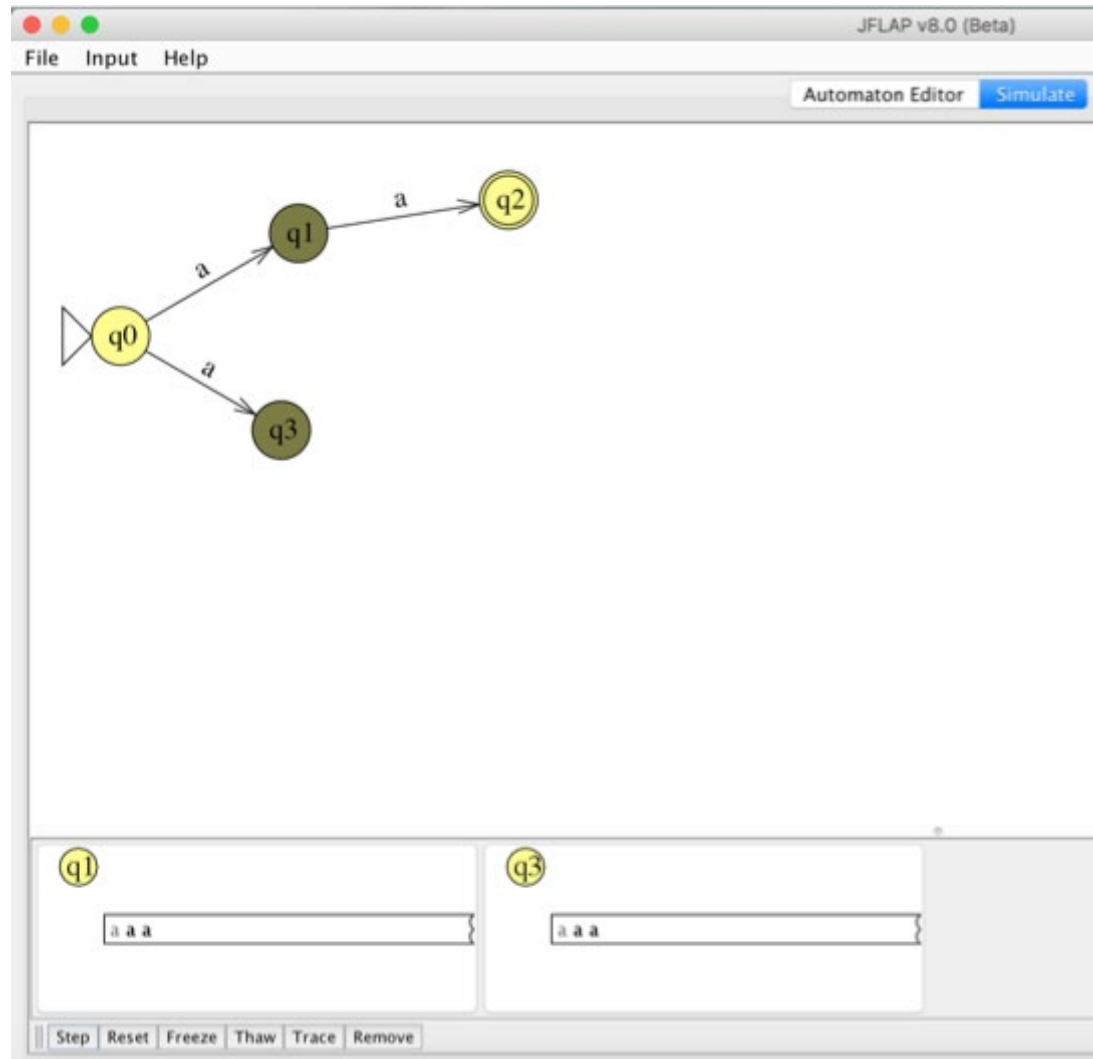 JFLAP v8.0 (Beta)
File Input Help
Automaton Editor Simulate
a q2
q1
a
q0
a
q3
q1 q3
a a a a a a
Step Reset Freeze Thaw Trace Remove